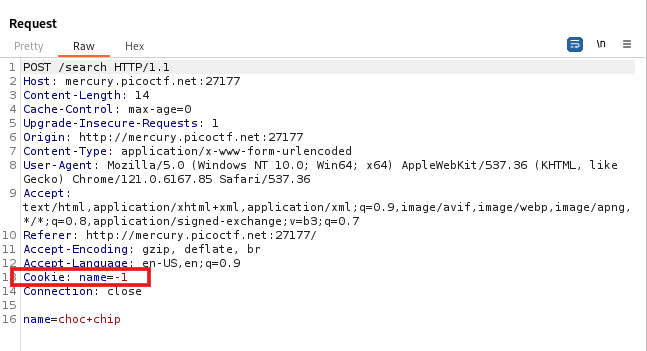 Request
Pretty Raw Hex \n
1 POST /search HTTP/1.1
2 Host: mercury.picoctf.net:27177
3 Content-Length: 14
4 Cache-Control: max-age=0
5 Upgrade-Insecure-Requests: 1
6 Origin: http://mercury.picoctf.net:27177
7 Content-Type: application/x-www-form-urlencoded
8 User-Agent: Mozilla/5.0 (Windows NT 10.0; Win64; x64) AppleWebKit/537.36 (KHTML, like
Gecko) Chrome/121.0.6167.85 Safari/537.36
9 Accept:
text/html,application/xhtml+xml,application/xml;q=0.9,image/avif,image/webp,image/apng,
*/*;q=0.8,application/signed-exchange;v=b3;q=0.7
10 Referer: http://mercury.picoctf.net:27177/
11 Accept-Encoding: gzip, deflate, br
12 Accept-Language: en-US,en;q=0.9
13 Cookie: name=-1
14 Connection: close
15
16 name=choc+chip